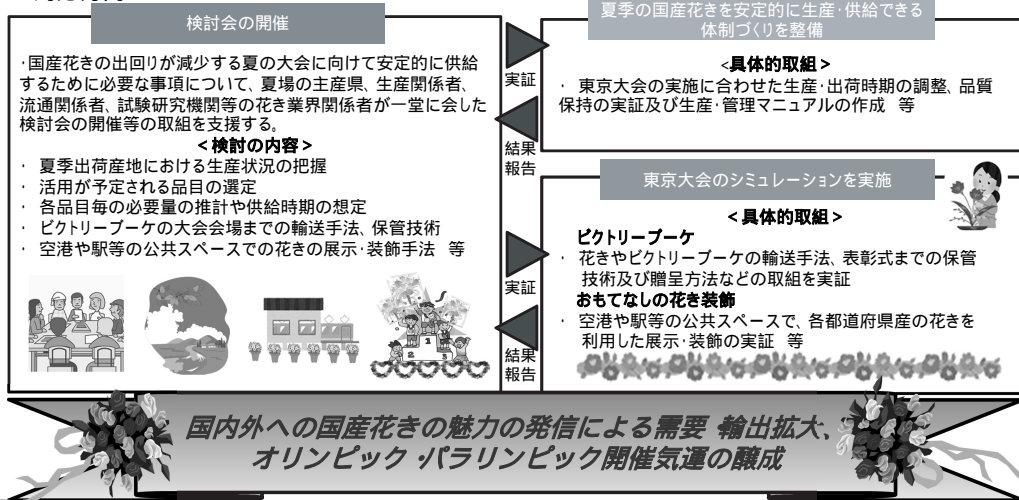 検討会の開催
・国産花きの出回りが減少する夏の大会に向けて安定的に供給
するために必要な事項について、夏場の主産県、生産関係者、
流通関係者、試験研究機関等の花き業界関係者が一堂に会した
検討会の開催等の取組を支援する。
＜検討の内容＞
・ 夏季出荷産地における生産状況の把握
・ 活用が予定される品目の選定
・ 各品目毎の必要量の推計や供給時期の想定
・ ビクトリーブーケの大会会場までの輸送手法、保管技術
・ 空港や駅等の公共スペースでの花きの展示・装飾手法 等
実証
結果
報告
実証
結果
報告
夏季の国産花きを安定的に生産・供給できる
体制づくりを整備
＜具体的取組＞
・ 東京大会の実施に合わせた生産・出荷時期の調整、品質
保持の実証及び生産・管理マニュアルの作成 等
東京大会のシミュレーションを実施
＜具体的取組＞
ビクトリーブーケ
・ 花きやビクトリーブーケの輸送手法、表彰式までの保管
技術及び贈呈方法などの取組を実証
おもてなしの花き装飾
・ 空港や駅等の公共スペースで、各都道府県産の花きを
利用した展示・装飾の実証 等
1
2
3
国内外への国産花きの魅力の発信による需要・輸出拡大、
オリンピック・パラリンピック開催気運の醸成